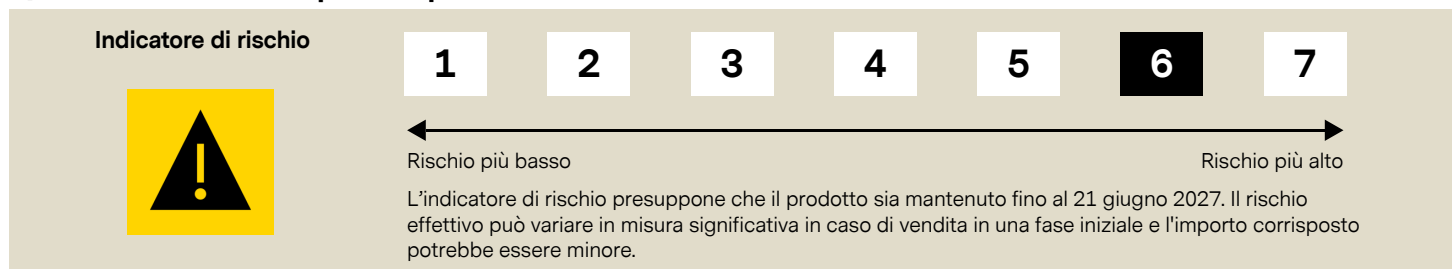 Indicatore di rischio
1 2 3 4 5 6 7
Rischio più basso Rischio più alto
L'indicatore di rischio presuppone che il prodotto sia mantenuto fino al 21 giugno 2027. Il rischio
effettivo può variare in misura significativa in caso di vendita in una fase iniziale e l'importo corrisposto
potrebbe essere minore.